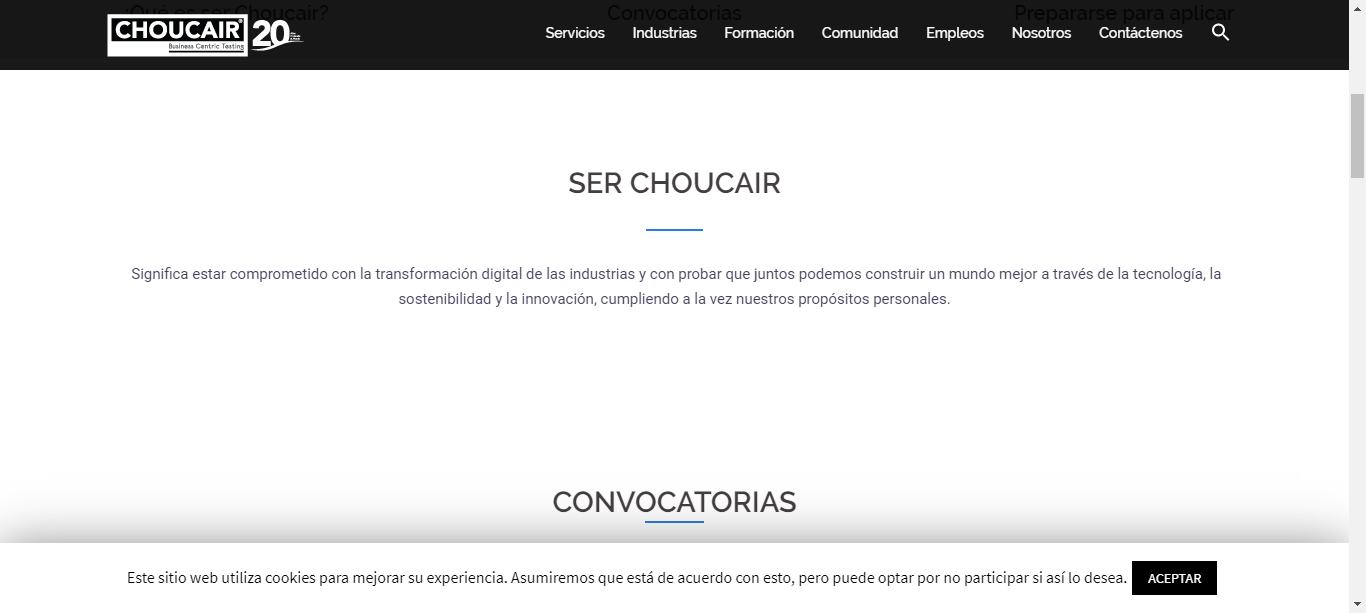 ¿Qué es ser Choucair?
Convocatorias
Prepararse para aplicar
CHOUCAIR
Business Centric Testing
20
Servicios
Industrias
Formación
Comunidad
Empleos
Nosotros
Contáctenos
SER CHOUCAIR
Significa estar comprometido con la transformación digital de las industrias y con probar que juntos podemos construir un mundo mejor a través de la tecnología, la
sostenibilidad y la innovación, cumpliendo a la vez nuestros propósitos personales.
CONVOCATORIAS
Este sitio web utiliza cookies para mejorar su experiencia. Asumiremos que está de acuerdo con esto, pero puede optar por no participar si así lo desea.
ACEPTAR